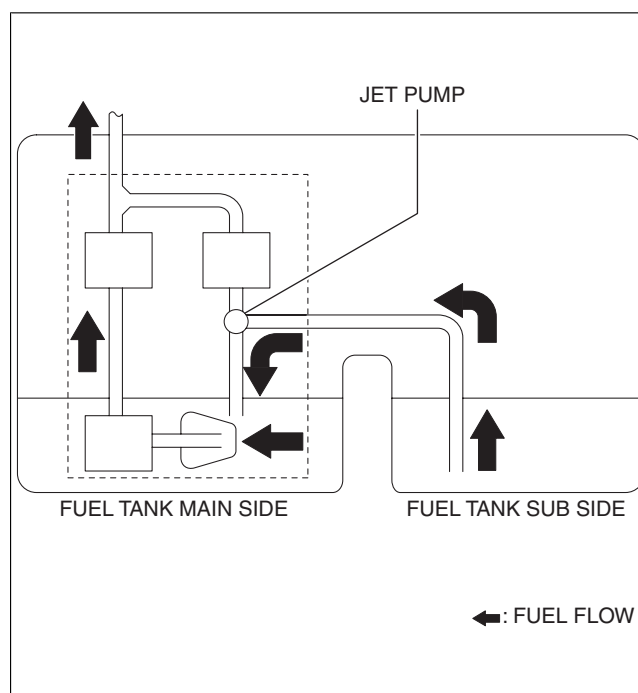 JET PUMP
FUEL TANK MAIN SIDE
FUEL TANK SUB SIDE
: FUEL FLOW